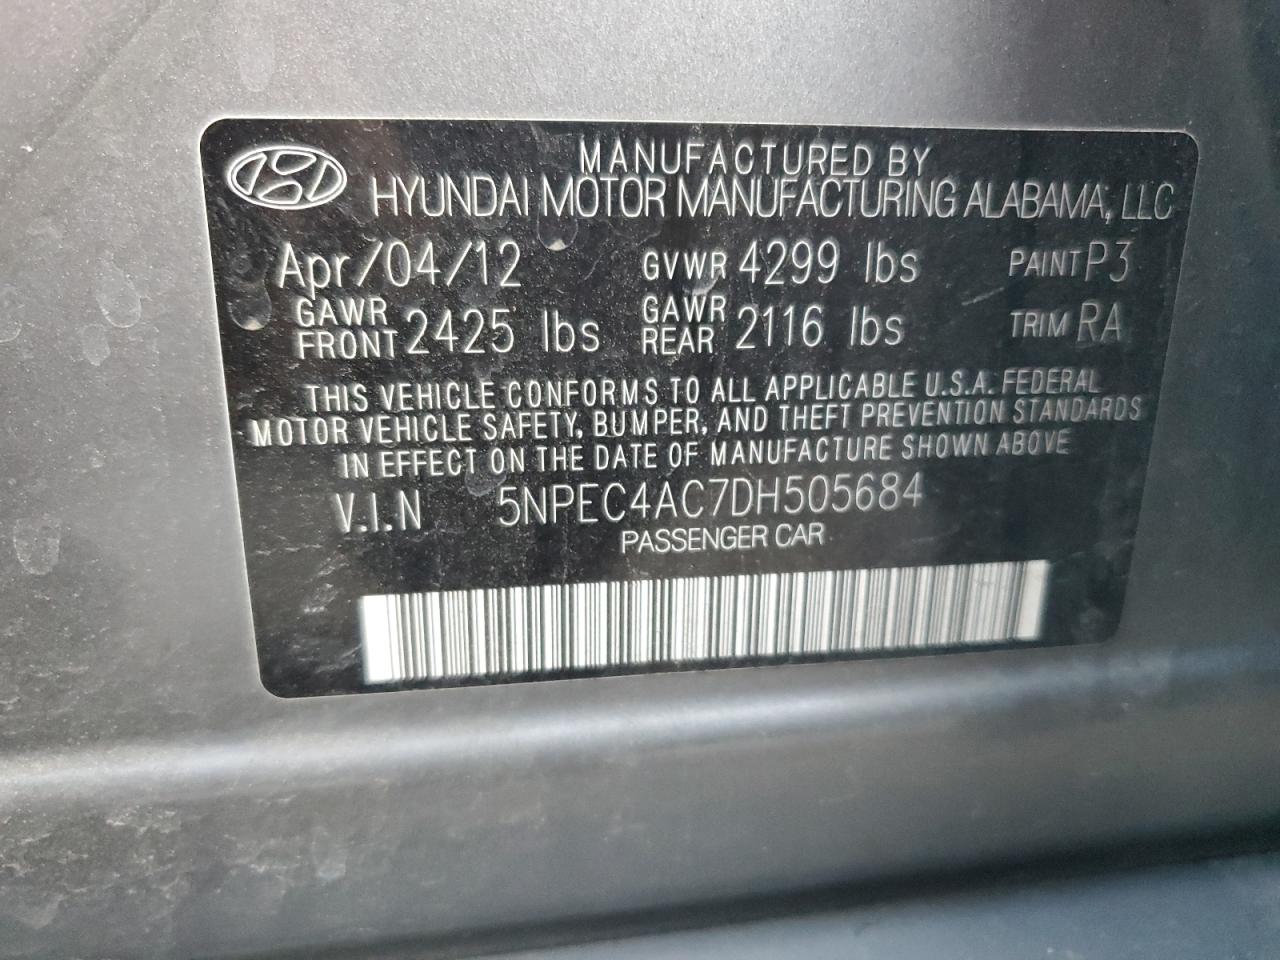 MANUFACTURED BY
HYUNDAI MOTOR MANUFACTURING ALABAMA, LLC
Apr/04/12 GVWR 4299 lbs PAINT P3
GAWR FRONT 2425 lbs GAWR REAR 2116 lbs TRIM RA
THIS VEHICLE CONFORMS TO ALL APPLICABLE U.S.A. FEDERAL
MOTOR VEHICLE SAFETY, BUMPER, AND THEFT PREVENTION STANDARDS
IN EFFECT ON THE DATE OF MANUFACTURE SHOWN ABOVE
V.I.N 5NPEC4AC7DH505684
PASSENGER CAR